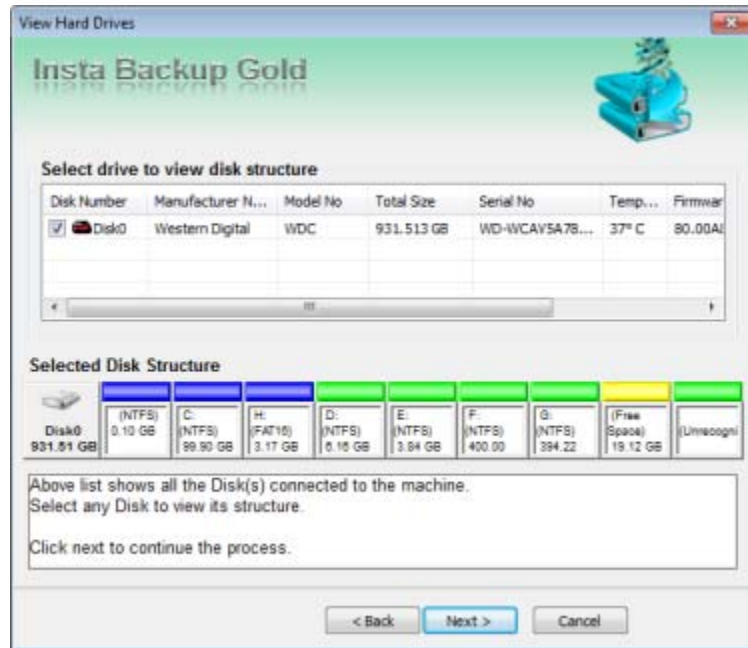 View Hard Drives
Insta Backup Gold
Select drive to view disk structure
Disk Number Manufacturer N... Model No Total Size Serial No Temp... Firmwar
Disk0 Western Digital WDC 931.513 GB WD-WCAV5A78... 37° C 80.00A
Selected Disk Structure
Disk0
931.51 GB
(NTFS)
0.10 GB
C:
(NTFS)
99.90 GB
H:
(FAT16)
3.17 GB
D:
(NTFS)
6.16 GB
E:
(NTFS)
3.94 GB
F:
(NTFS)
400.00
G:
(NTFS)
394.22
(Free
Space)
19.12 GB
(Unrecogni
Above list shows all the Disk(s) connected to the machine.
Select any Disk to view its structure.
Click next to continue the process.
< Back Next > Cancel